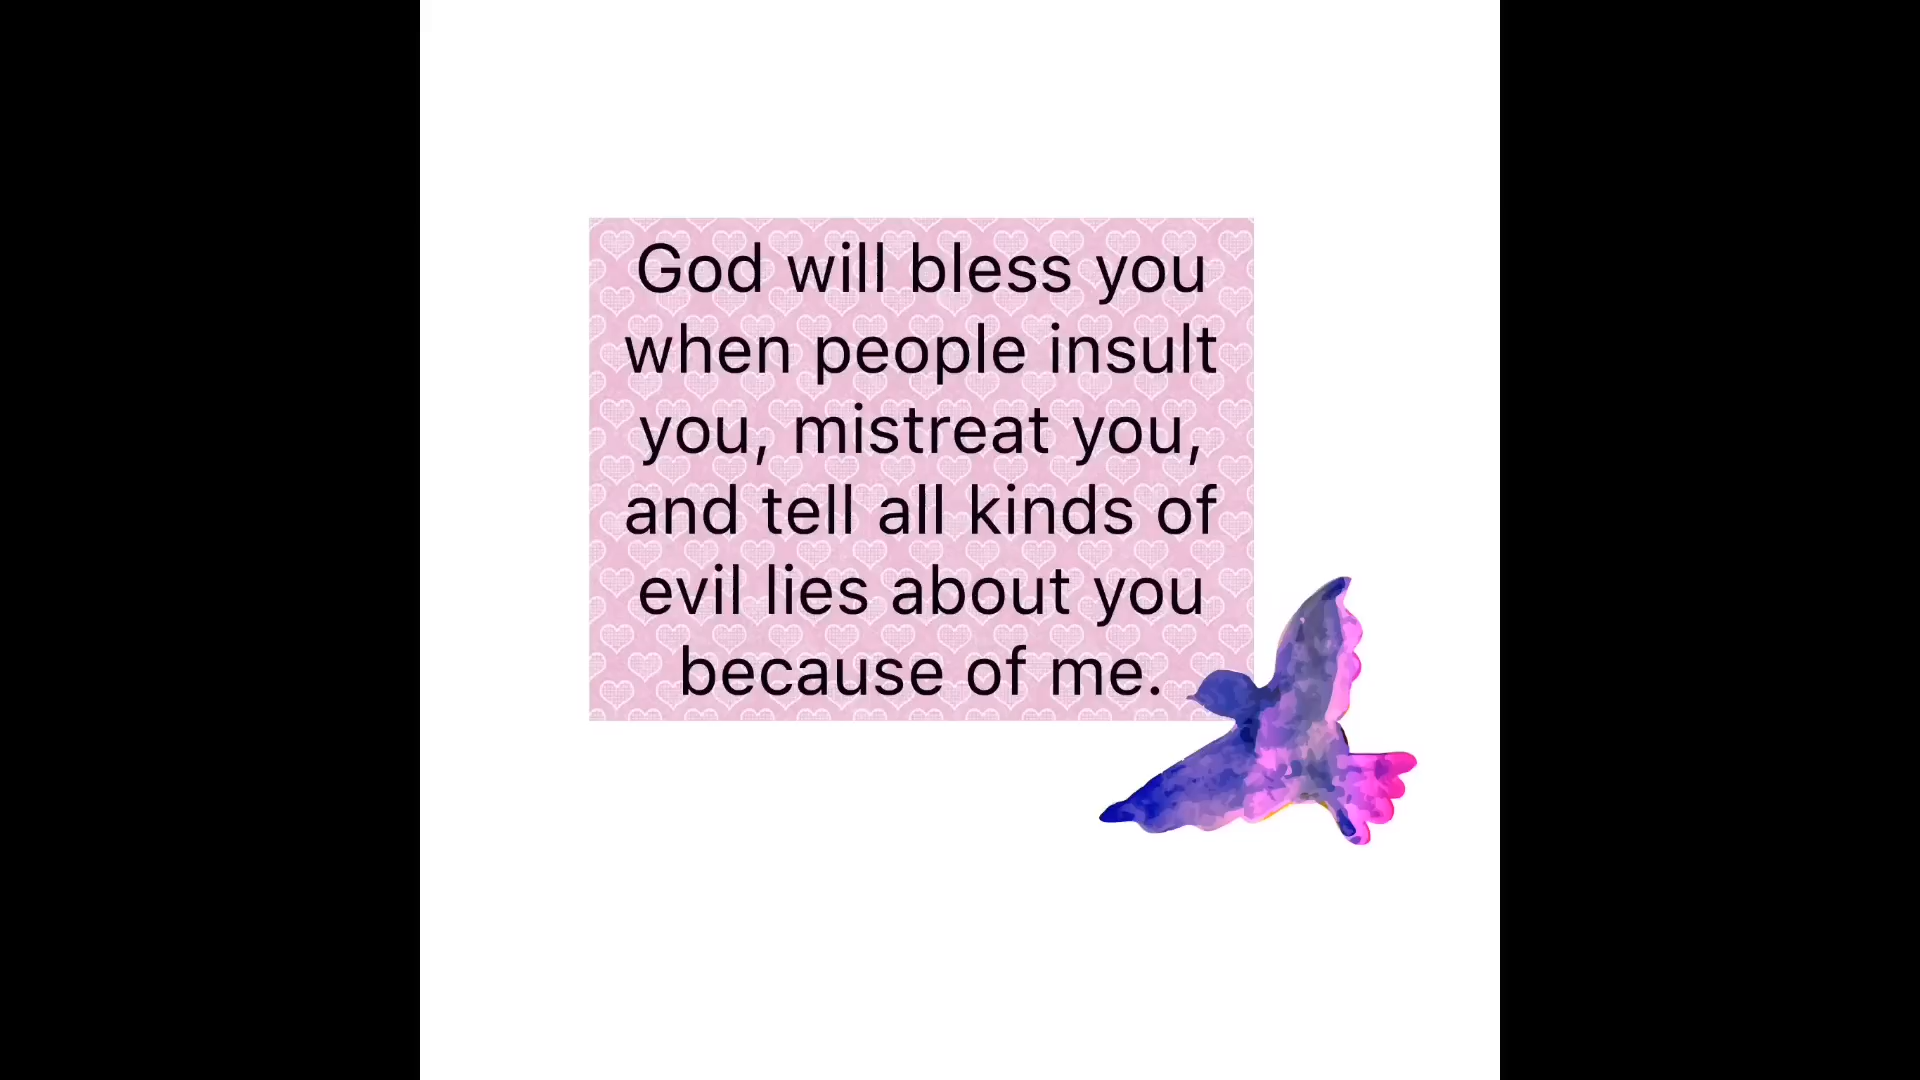 God will bless you
when people insult
you, mistreat you,
and tell all kinds of
evil lies about you
because of me.